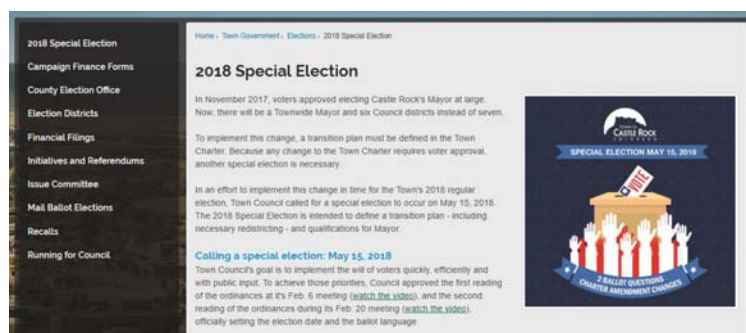 2018 Special Election
Campaign Finance Forms
County Election Office
Election Districts
Financial Filings
Initiatives and Referendums
Issue Committee
Mail Ballot Elections
Recalls
Running for Council
Home › Town Government › Elections › 2018 Special Election
2018 Special Election
In November 2017, voters approved electing Castle Rock's Mayor at large.
Now, there will be a Townwide Mayor and six Council districts instead of seven.
To implement this change, a transition plan must be defined in the Town
Charter. Because any change to the Town Charter requires voter approval,
another special election is necessary.
In an effort to implement this change in time for the Town's 2018 regular
election, Town Council called for a special election to occur on May 15, 2018.
The 2018 Special Election is intended to define a transition plan - including
necessary redistricting - and qualifications for Mayor.
Calling a special election: May 15, 2018
Town Council's goal is to implement the will of voters quickly, efficiently and
with public input. To achieve those priorities, Council approved the first reading
of the ordinances at it's Feb. 6 meeting (watch the video), and the second
reading of the ordinances during its Feb. 20 meeting (watch the video),
officially setting the election date and the ballot language.
TOWN OF
CASTLE ROCK
COLORADO
SPECIAL ELECTION MAY 15, 2018
VOTE
2 BALLOT QUESTIONS
CHARTER AMENDMENT CHANGES